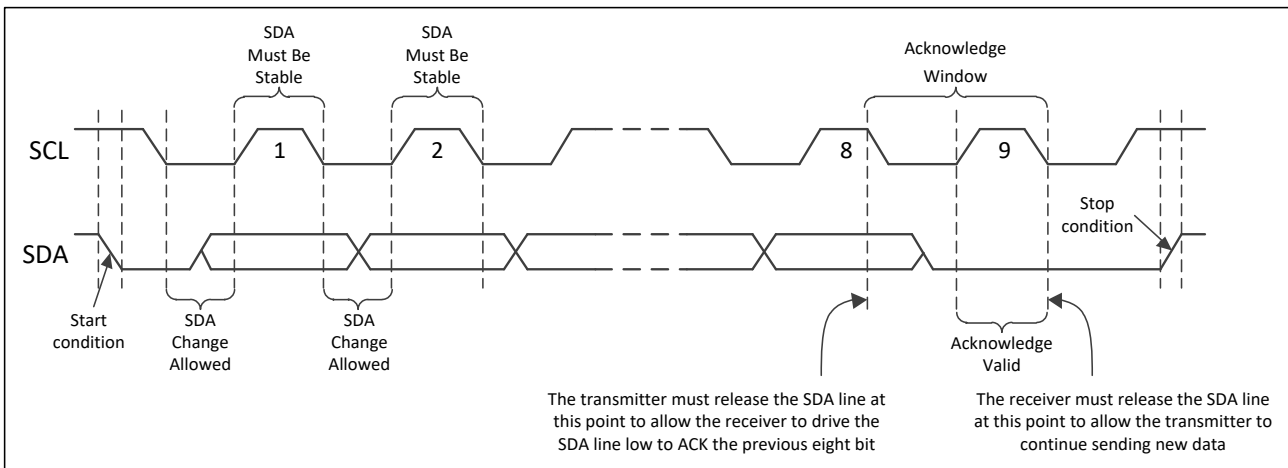 SDA
Must Be
Stable
SDA
Must Be
Stable
Acknowledge
Window
SCL
1
2
8
9
SDA
Stop
condition
Start
condition
SDA
Change
Allowed
SDA
Change
Allowed
Acknowledge
Valid
The transmitter must release the SDA line at
this point to allow the receiver to drive the
SDA line low to ACK the previous eight bit
The receiver must release the SDA line
at this point to allow the transmitter to
continue sending new data